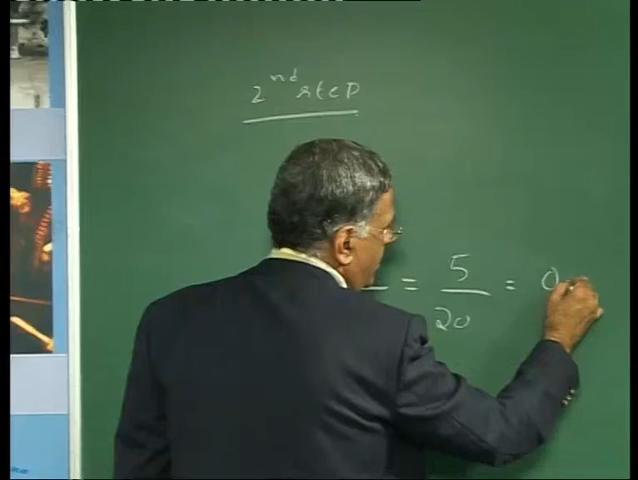 2nd step
= 5/20 = 0